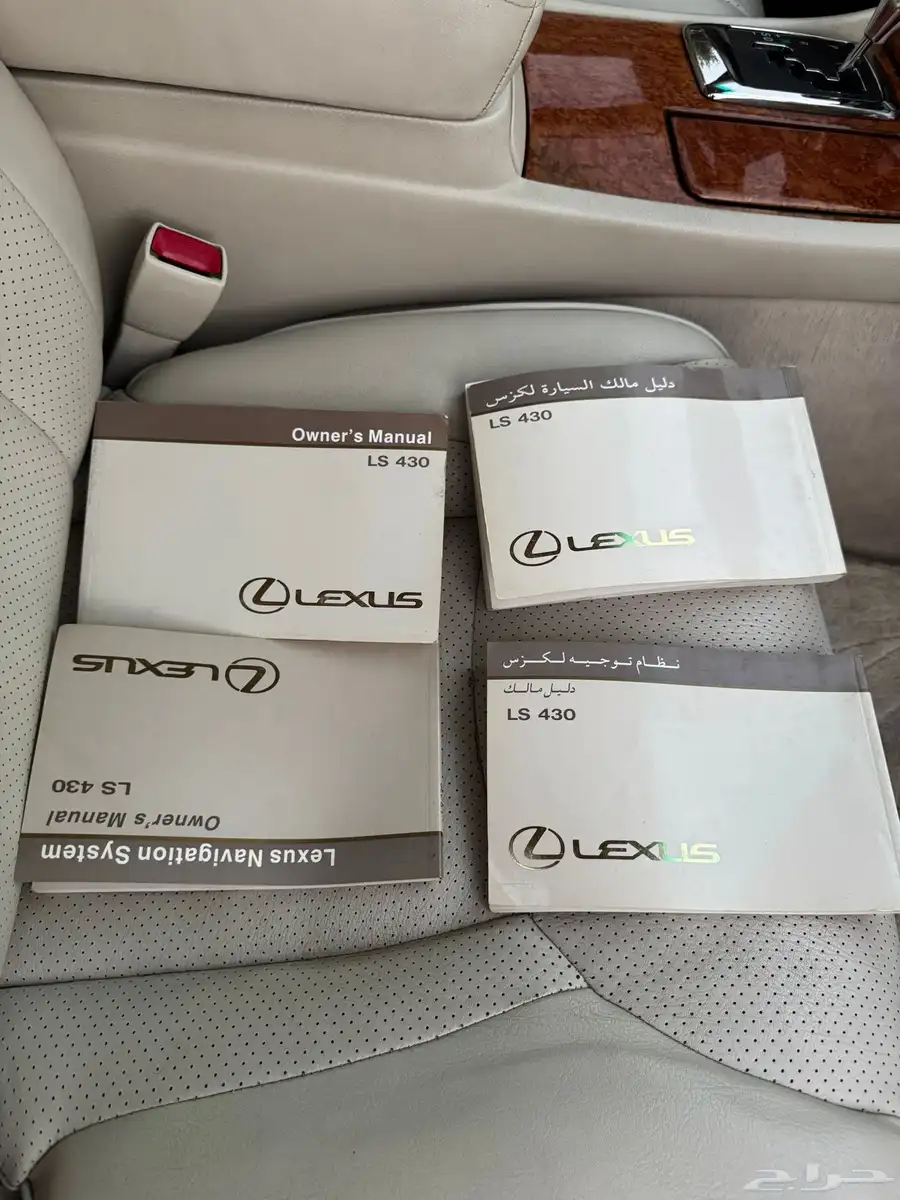 Owner's Manual
LS 430
LEXUS
دليل مالك السيارة لكزس
LS 430
LEXUS
Lexus Navigation System
Owner's Manual
LS 430
LEXUS
نظام توجيه لكزس
دليل مالك
LS 430
LEXUS
حراج